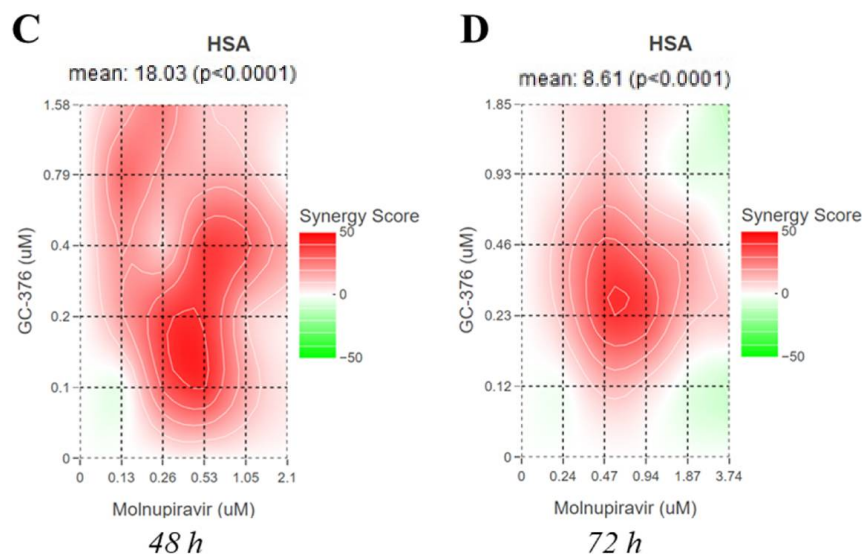 C
HSA
mean: 18.03 (p<0.0001)
1.58
0.79
0.4
0.2
0.1
0
GC-376 (uM)
0
0.13
0.26
0.53
1.05
2.1
Molnupiravir (uM)
48 h
Synergy Score
50
0
−50
D
HSA
mean: 8.61 (p<0.0001)
1.85
0.93
0.46
0.23
0.12
0
GC-376 (uM)
0
0.24
0.47
0.94
1.87
3.74
Molnupiravir (uM)
72 h
Synergy Score
50
0
−50